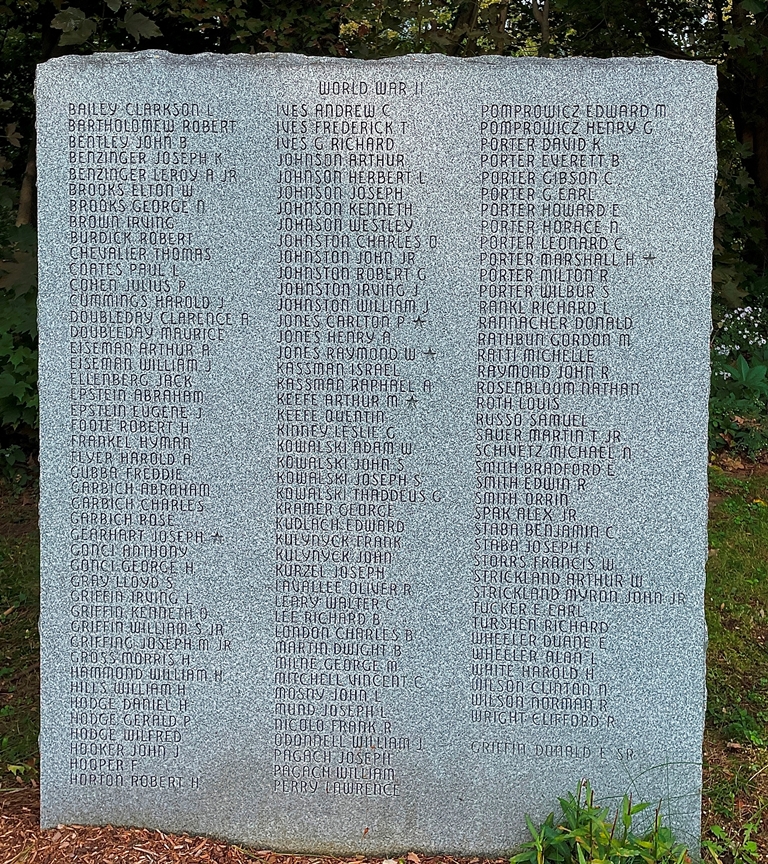 WORLD WAR II
BAILEY CLARKSON L
BARTHOLOMEW ROBERT
BENTLEY JOHN B
BENZINGER JOSEPH K
BENZINGER LEROY A JR
BROOKS ELTON W
BROOKS GEORGE N
BROWN IRVING
BURDICK ROBERT
CHEVALIER THOMAS
COATES PAUL L
COHEN JULIUS P
CUMMINGS HAROLD J
DOUBLEDAY CLARENCE A
DOUBLEDAY MAURICE
EISEMAN ARTHUR A
EISEMAN WILLIAM J
ELLENBERG JACK
EPSTEIN ABRAHAM
EPSTEIN EUGENE J
FOOTE ROBERT H
FRANKEL HYMAN
FLYER HAROLD A
GUBBA FREDDIE
GARBICH ABRAHAM
GARBICH CHARLES
GARBICH ROSE
GEARHART JOSEPH ★
GONCI ANTHONY
GONCI GEORGE H
GRAY LLOYD S
GRIFFIN IRVING L
GRIFFIN KENNETH O
GRIFFIN WILLIAM S JR
GRIFFING JOSEPH M JR
GROSS MORRIS H
HAMMOND WILLIAM H
HILLS WILLIAM H
HODGE DANIEL H
HODGE GERALD P
HODGE WILFRED
HOOKER JOHN J
HOOPER F
HORTON ROBERT H
IVES ANDREW C
IVES FREDERICK T
IVES G RICHARD
JOHNSON ARTHUR
JOHNSON HERBERT L
JOHNSON JOSEPH
JOHNSON KENNETH
JOHNSON WESTLEY
JOHNSTON CHARLES O
JOHNSTON JOHN JR
JOHNSTON ROBERT G
JOHNSTON IRVING J
JOHNSTON WILLIAM J
JONES CARLTON P ★
JONES HENRY A
JONES RAYMOND W ★
KASSMAN ISRAEL
KASSMAN RAPHAEL A
KEEFE ARTHUR M ★
KEEFE QUENTIN
KINNEY LESLIE G
KOWALSKI ADAM W
KOWALSKI JOHN S
KOWALSKI JOSEPH S
KOWALSKI THADDEUS G
KRAMER GEORGE
KUDLACH EDWARD
KULYNYCK FRANK
KULYNYCK JOHN
KURZEL JOSEPH
LAVALLEE OLIVER R
LEARY WALTER C
LEE RICHARD B
LONDON CHARLES B
MARTIN DWIGHT B
MILNE GEORGE M
MITCHELL VINCENT C
MOSNY JOHN L
MUND JOSEPH L
NICOLO FRANK R
ODONNELL WILLIAM J
PAGACH JOSEPH
PAGACH WILLIAM
PERRY LAWRENCE
POMPROWICZ EDWARD M
POMPROWICZ HENRY G
PORTER DAVID K
PORTER EVERETT B
PORTER GIBSON C
PORTER G EARL
PORTER HOWARD E
PORTER HORACE N
PORTER LEONARD C
PORTER MARSHALL H ★
PORTER MILTON R
PORTER WILBUR S
RANKL RICHARD L
RANNACHER DONALD
RATHBUN GORDON M
RATTI MICHELLE
RAYMOND JOHN R
ROSENBLOOM NATHAN
ROTH LOUIS
RUSSO SAMUEL
SAUER MARTIN T JR
SCHIVETZ MICHAEL N
SMITH BRADFORD E
SMITH EDWIN R
SMITH ORRIN
SPAK ALEX JR
STABA BENJAMIN C
STABA JOSEPH F
STORRS FRANCIS W
STRICKLAND ARTHUR W
STRICKLAND MYRON JOHN JR
TUCKER E EARL
TURSHEN RICHARD
WHEELER DUANE E
WHEELER ALAN L
WHITE HAROLD H
WILSON CLINTON N
WILSON NORMAN R
WRIGHT CLIFFORD R
GRIFFIN DONALD E SR